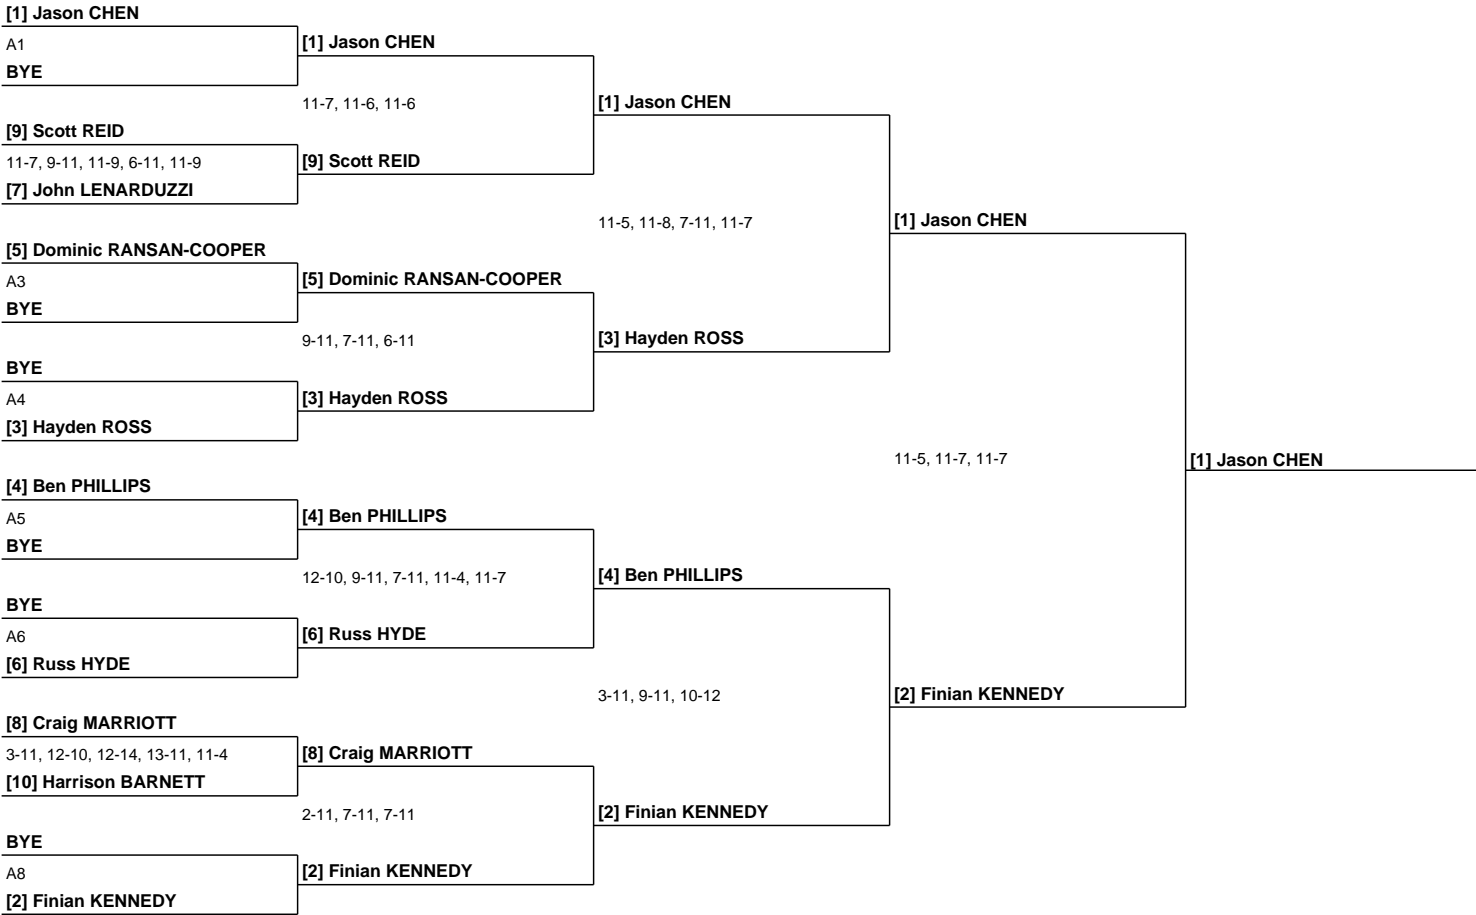 [1] Jason CHEN
A1
BYE
[9] Scott REID
11-7, 9-11, 11-9, 6-11, 11-9
[7] John LENARDUZZI
[5] Dominic RANSAN-COOPER
A3
BYE
BYE
A4
[3] Hayden ROSS
[4] Ben PHILLIPS
A5
BYE
BYE
A6
[6] Russ HYDE
[8] Craig MARRIOTT
3-11, 12-10, 12-14, 13-11, 11-4
[10] Harrison BARNETT
BYE
A8
[2] Finian KENNEDY
[1] Jason CHEN
11-7, 11-6, 11-6
[9] Scott REID
[5] Dominic RANSAN-COOPER
9-11, 7-11, 6-11
[3] Hayden ROSS
[4] Ben PHILLIPS
12-10, 9-11, 7-11, 11-4, 11-7
[6] Russ HYDE
[8] Craig MARRIOTT
2-11, 7-11, 7-11
[2] Finian KENNEDY
[1] Jason CHEN
11-5, 11-8, 7-11, 11-7
[3] Hayden ROSS
[4] Ben PHILLIPS
3-11, 9-11, 10-12
[2] Finian KENNEDY
[1] Jason CHEN
11-5, 11-7, 11-7
[2] Finian KENNEDY
[1] Jason CHEN